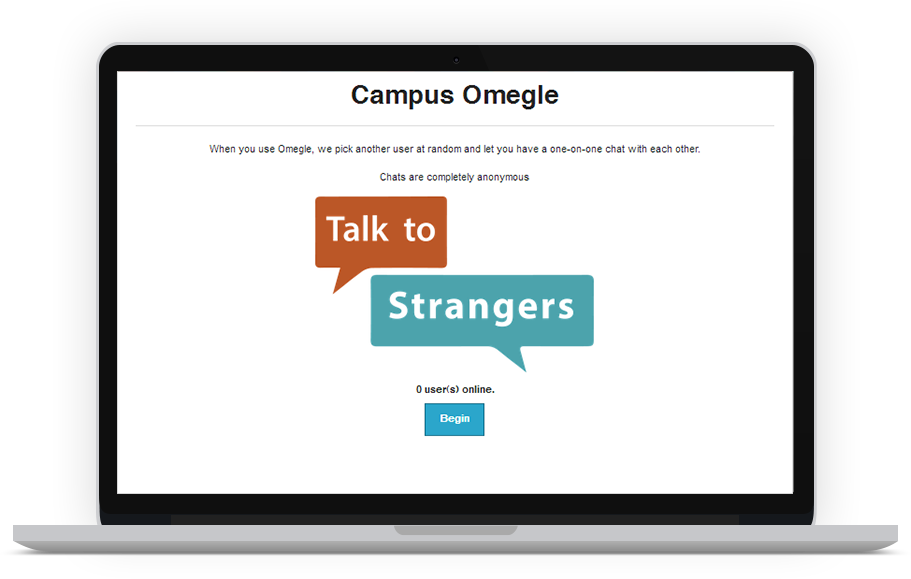 Campus Omegle
When you use Omegle, we pick another user at random and let you have a one-on-one chat with each other.
Chats are completely anonymous
Talk to
Strangers
0 user(s) online.
Begin